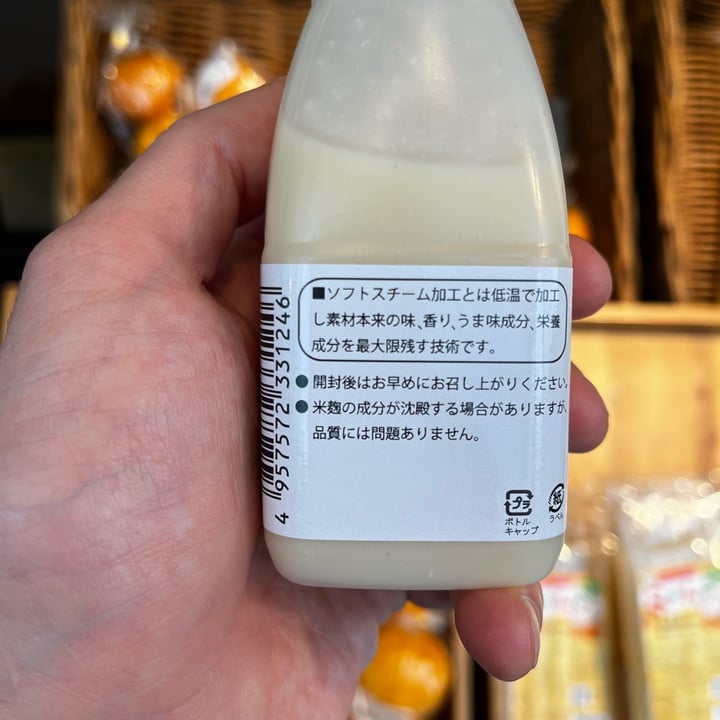 ■ソフトスチーム加工とは低温で加工
し素材本来の味、香り、うま味成分、栄養
成分を最大限残す技術です。
●開封後はお早めにお召し上がりください。
●米麹の成分が沈殿する場合がありますが、
品質には問題ありません。
4 957572 331246
プラ
ボトル
キャップ
紙
ラベル